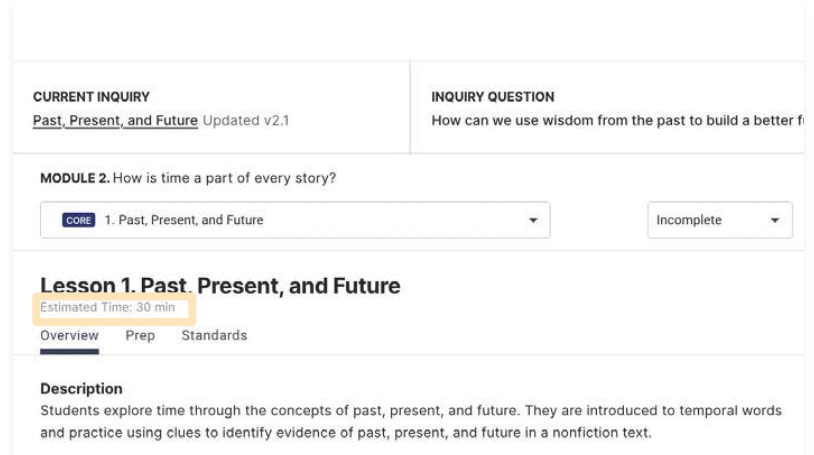 CURRENT INQUIRY
Past, Present, and Future Updated v2.1
INQUIRY QUESTION
How can we use wisdom from the past to build a better f
MODULE 2. How is time a part of every story?
CORE 1. Past, Present, and Future
Incomplete
Lesson 1. Past, Present, and Future
Estimated Time: 30 min
Overview Prep Standards
Description
Students explore time through the concepts of past, present, and future. They are introduced to temporal words
and practice using clues to identify evidence of past, present, and future in a nonfiction text.